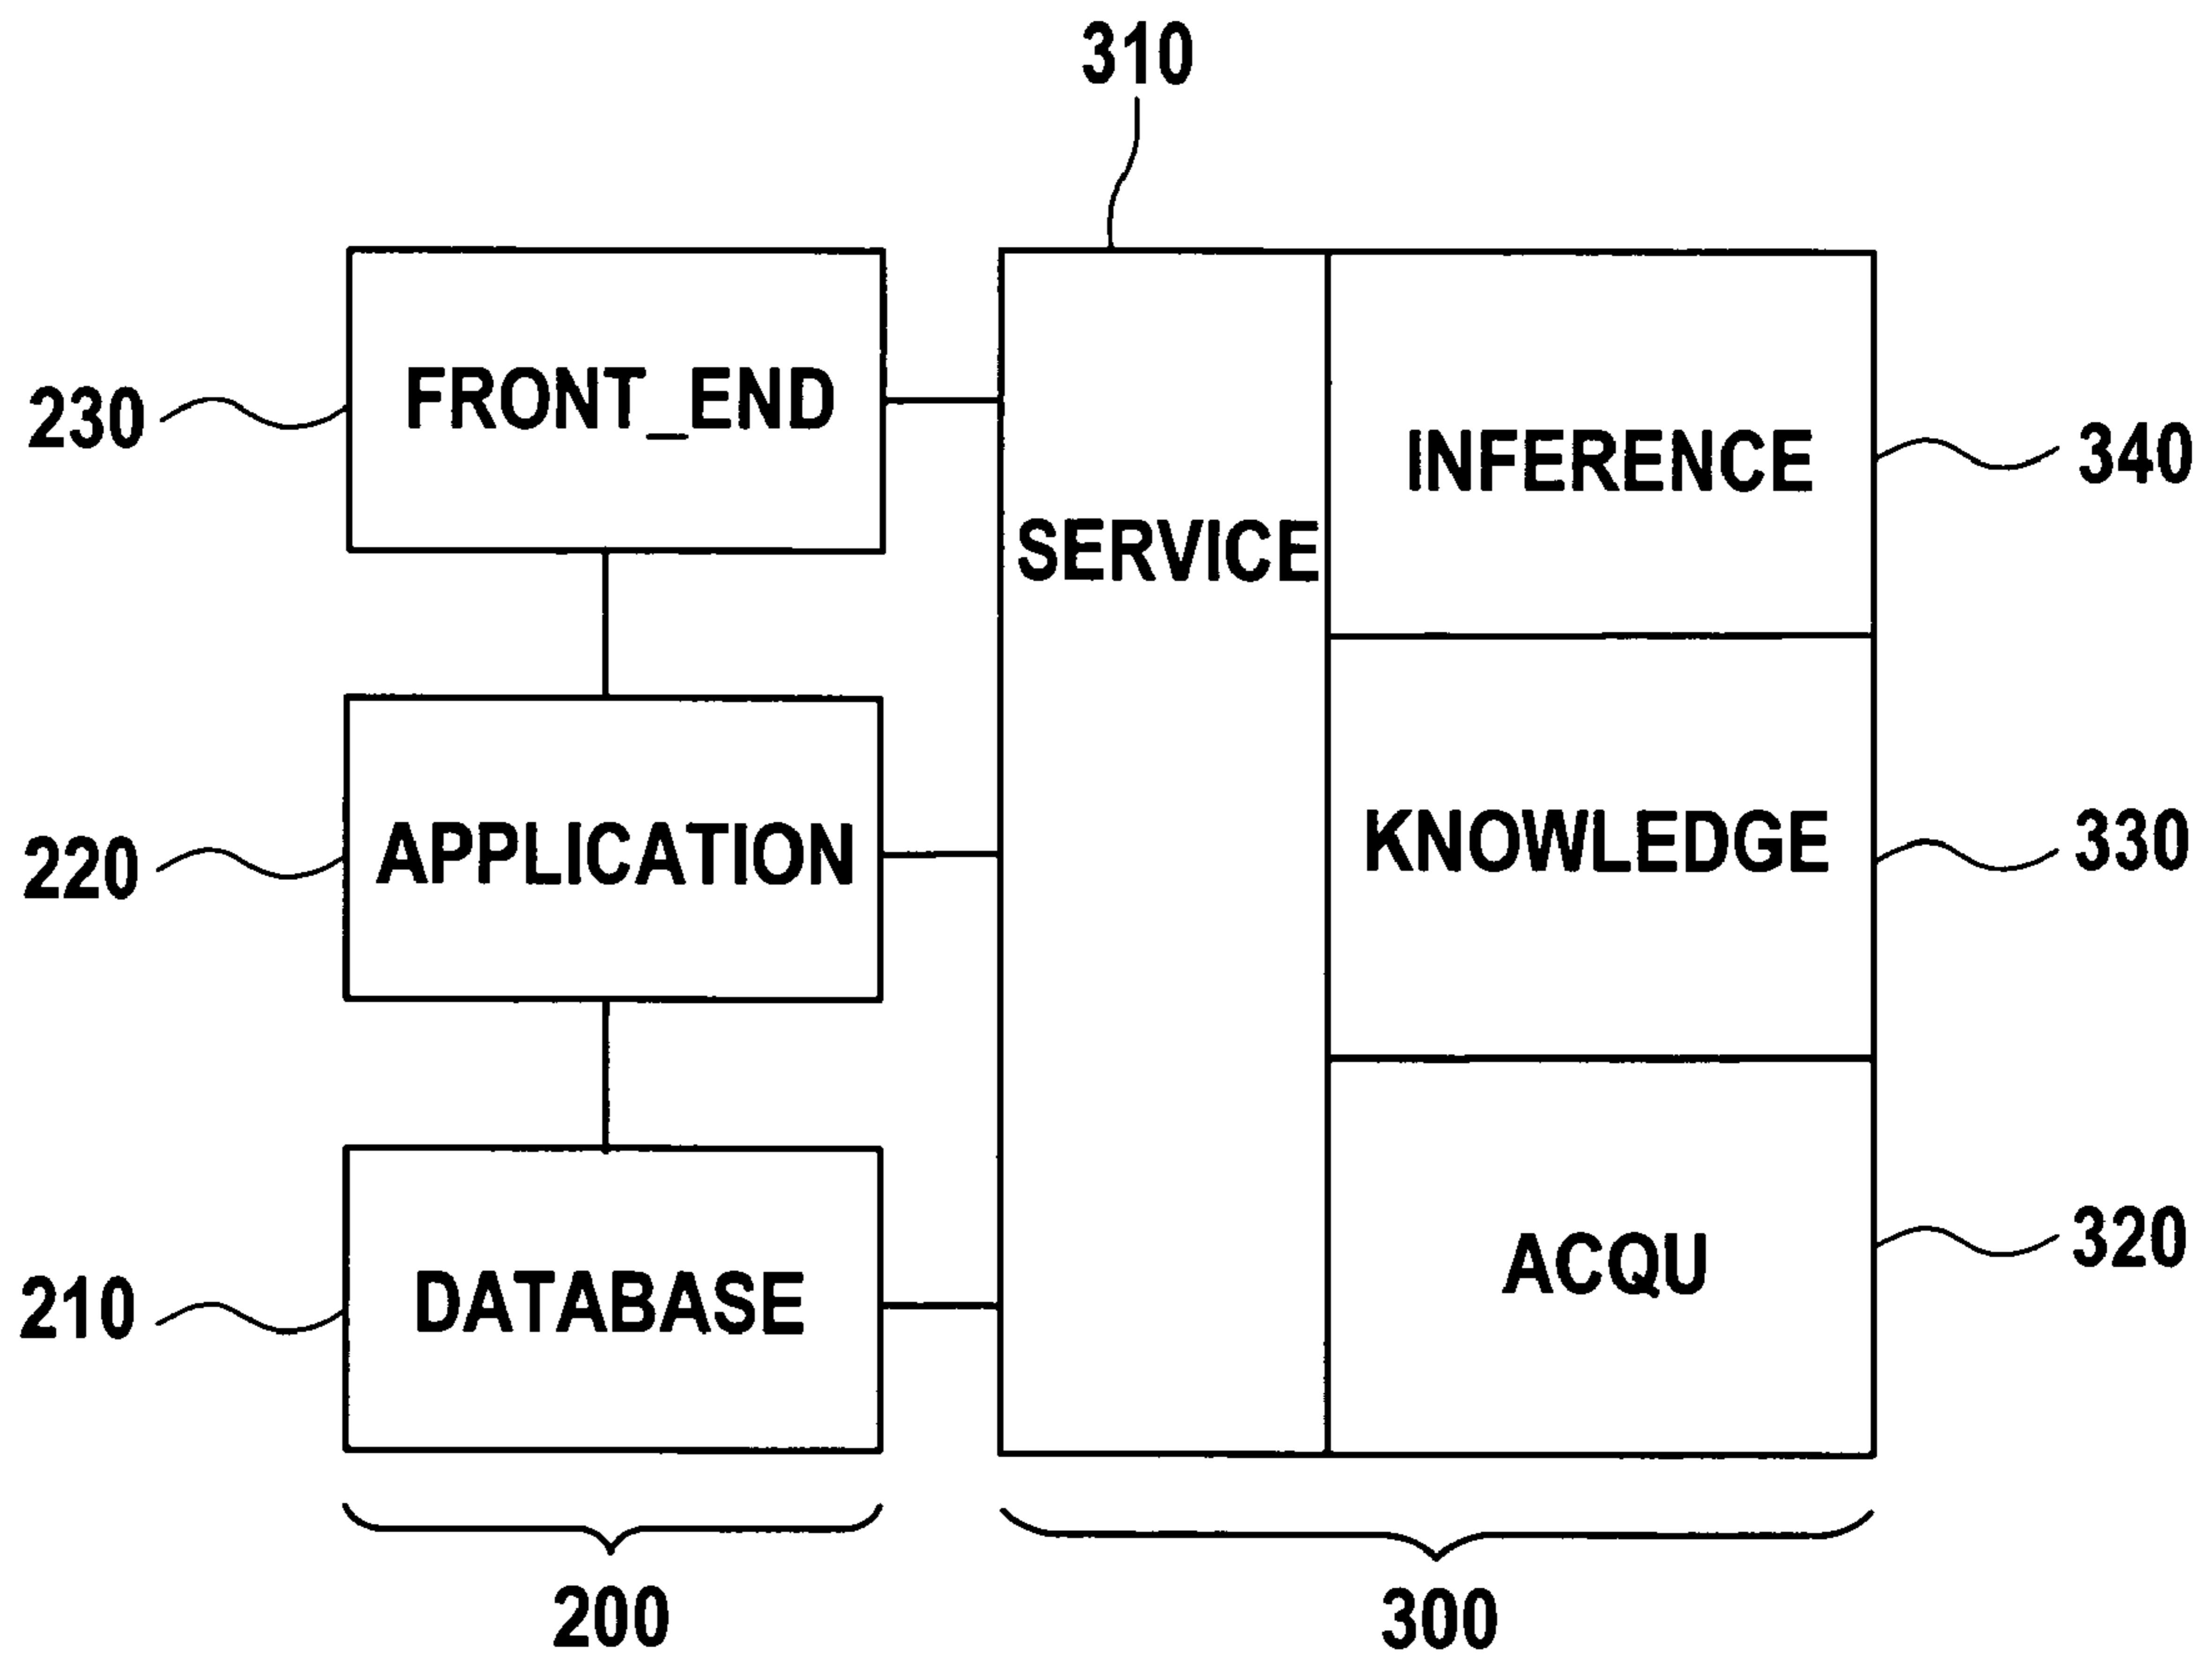 310
FRONT_END
230
INFERENCE
340
SERVICE
APPLICATION
220
KNOWLEDGE
330
ACQU
320
DATABASE
210
200
300